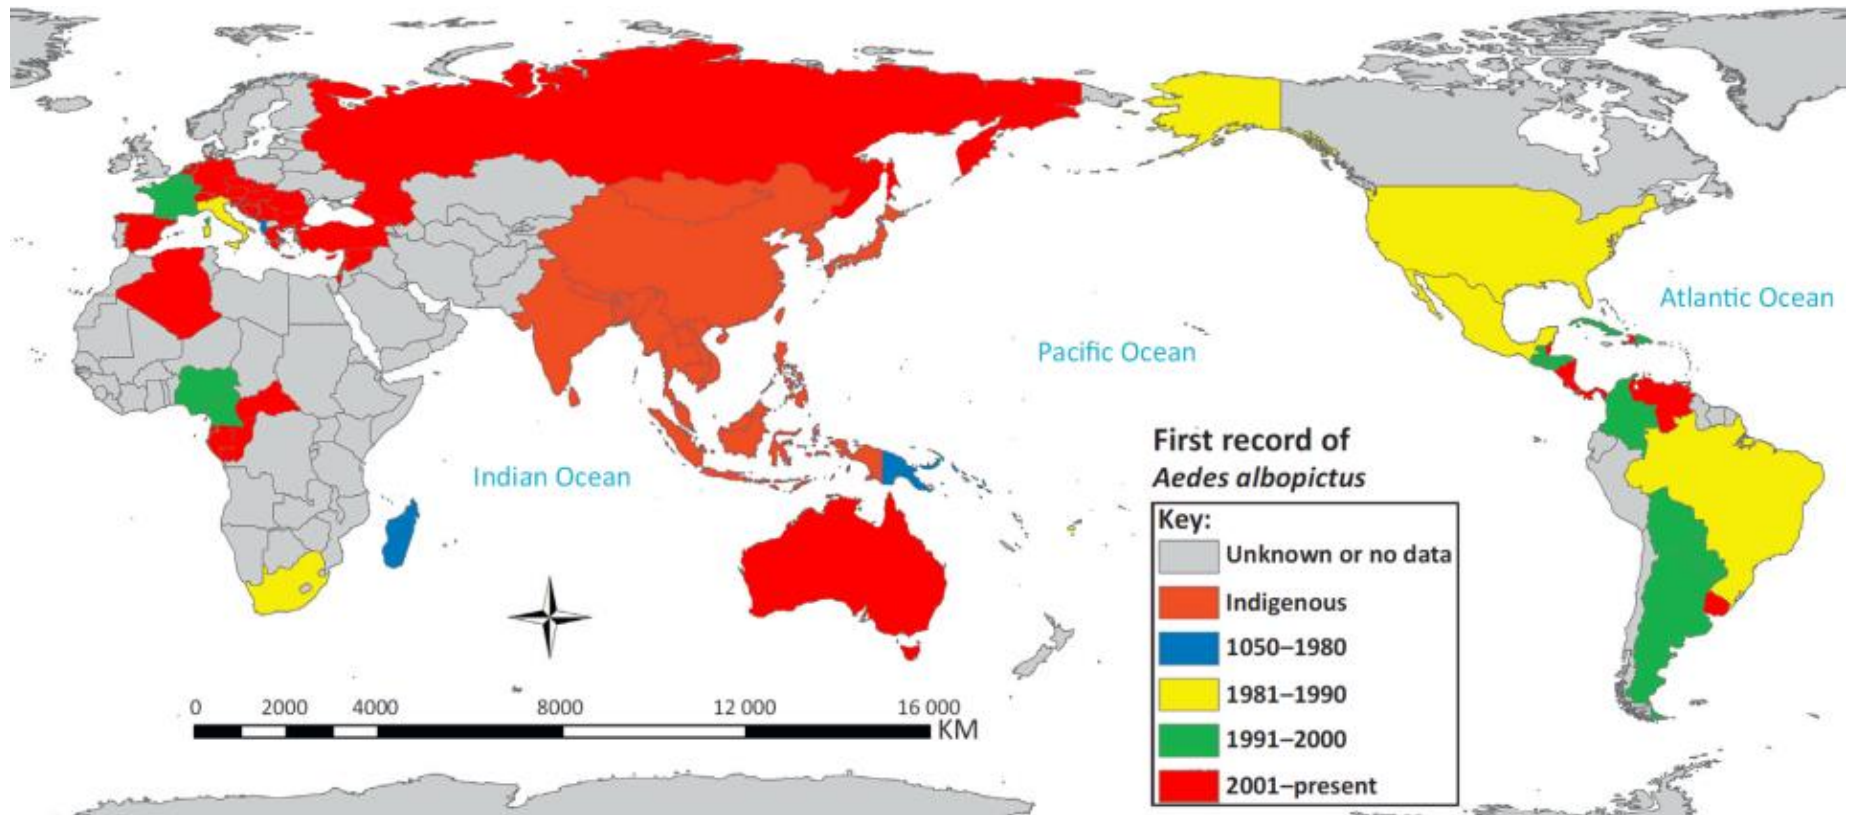 Atlantic Ocean
Pacific Ocean
Indian Ocean
First record of
Aedes albopictus
Key:
Unknown or no data
Indigenous
1050–1980
1981–1990
1991–2000
2001–present
0 2000 4000 8000 12 000 16 000
KM